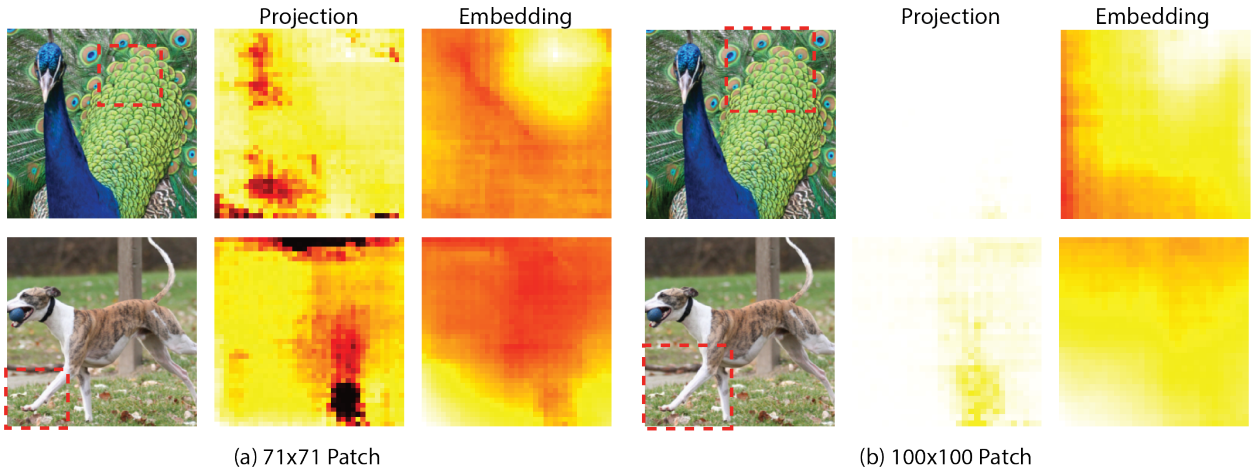 Projection Embedding Projection Embedding
(a) 71x71 Patch (b) 100x100 Patch